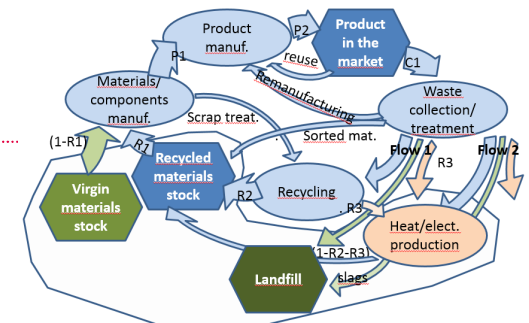 Product
manuf.
P2
Product
in the
market
P1
reuse
C1
Materials/
components
manuf.
Remanufacturing
Waste
collection/
treatment
Scrap treat.
Sorted mat.
(1-R1)
R1
Flow 1
R3
Flow 2
Recycled
materials
stock
Virgin
materials
stock
R2
Recycling
. R3
Heat/elect.
production
(1-R2-R3)
Landfill
slags